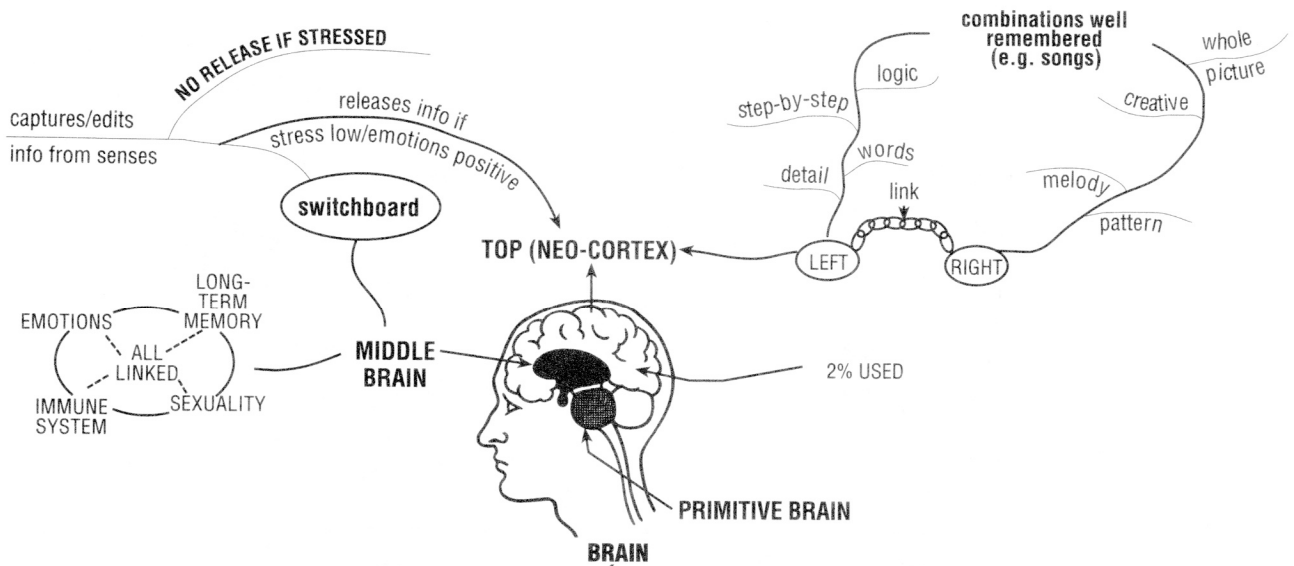 NO RELEASE IF STRESSED
captures/edits
info from senses
releases info if
stress low/emotions positive
switchboard
combinations well
remembered
(e.g. songs)
logic
step-by-step
words
detail
link
whole
picture
creative
melody
pattern
TOP (NEO-CORTEX)
LEFT
RIGHT
EMOTIONS
LONG-
TERM
MEMORY
ALL
LINKED
IMMUNE
SYSTEM
SEXUALITY
MIDDLE
BRAIN
2% USED
PRIMITIVE BRAIN
BRAIN